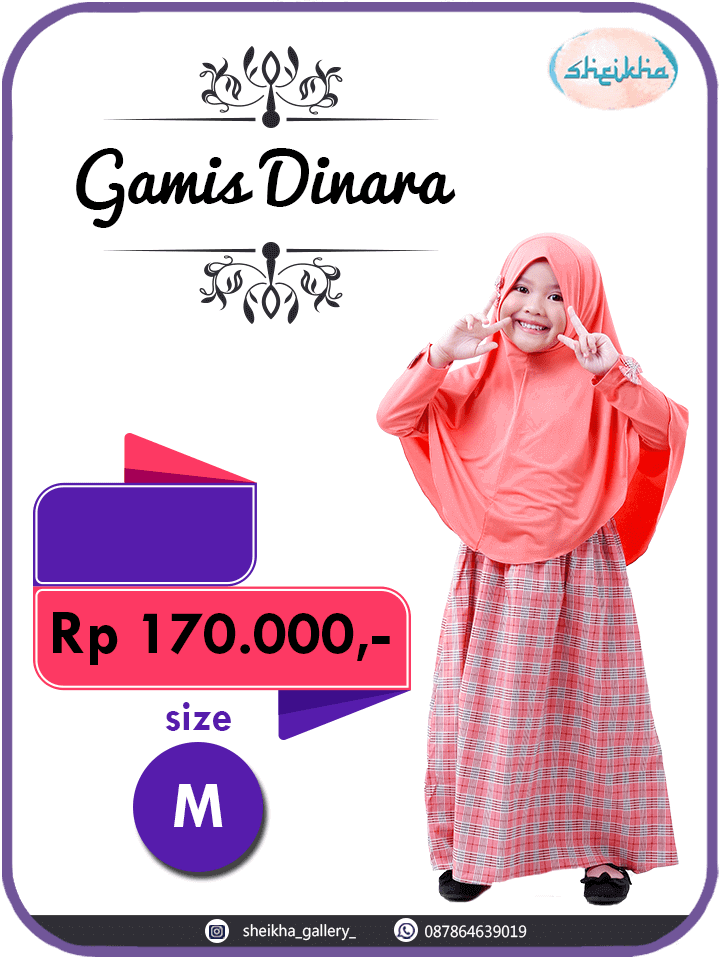 sheikha
Gamis Dinara
Rp 170.000,-
size
M
sheikha_gallery_ 087864639019